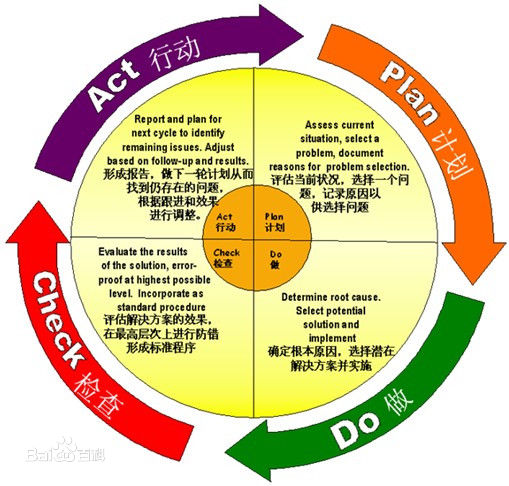 Act 行动
Plan 计划
Report and plan for
next cycle to identify
remaining issues. Adjust
based on follow-up and results.
形成报告，做下一轮计划从而
找到仍存在的问题，
根据跟进和效果
进行调整。
Assess current
situation, select a
problem, document
reasons for problem selection.
评估当前状况，选择一个问
题，记录原因以
供选择问题
Act
行动
Plan
计划
Check
检查
Do
做
Evaluate the results
of the solution, error-
proof at highest possible
level. Incorporate as
standard procedure
评估解决方案的效果，
在最高层次上进行防错
形成标准程序
Determine root cause.
Select potential
solution and
implement
确定根本原因，选择潜在
解决方案并实施
Check 检查
Do 做
Baidu百科